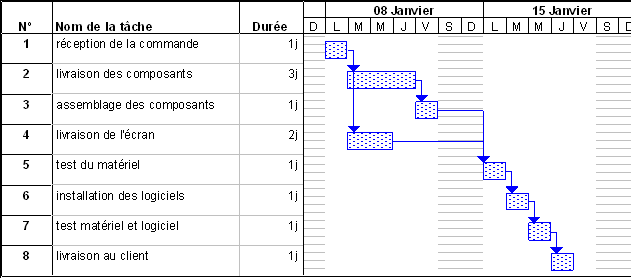 08 Janvier 15 Janvier
N° Nom de la tâche Durée D L M M J V S D L M M J V
1 réception de la commande 1j
2 livraison des composants 3j
3 assemblage des composants 1j
4 livraison de l'écran 2j
5 test du matériel 1j
6 installation des logiciels 1j
7 test matériel et logiciel 1j
8 livraison au client 1j